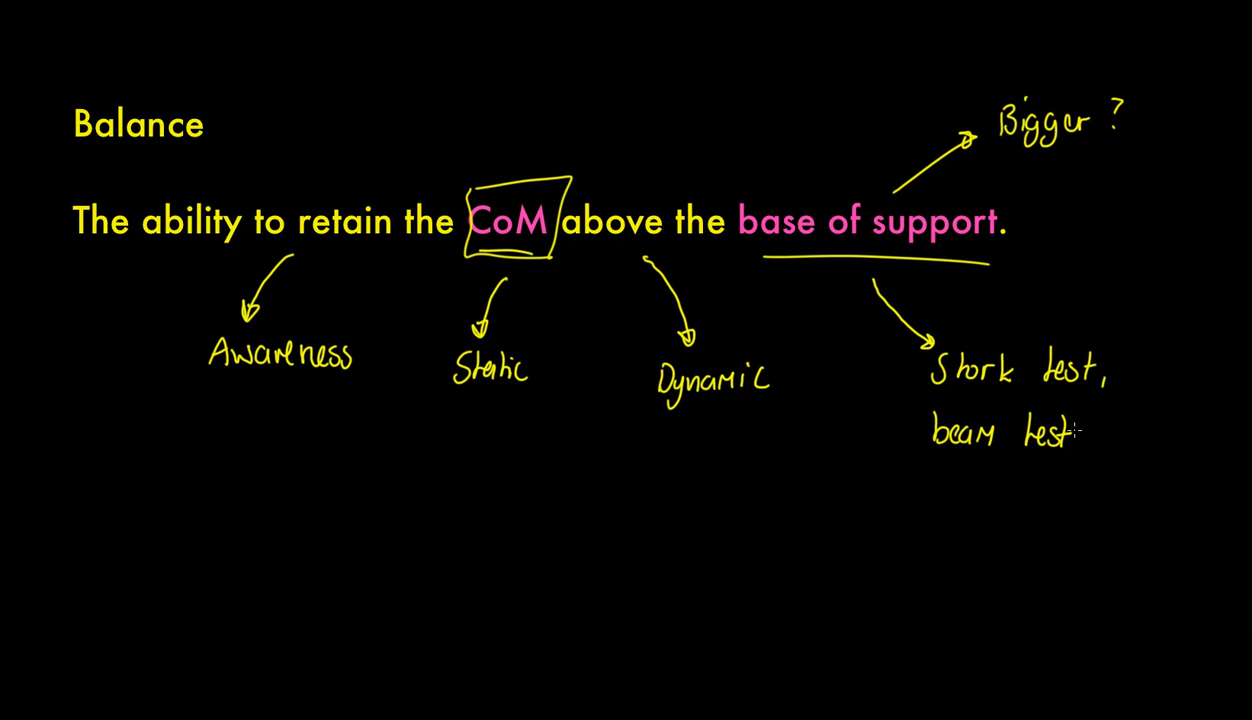 Bigger ?
Balance
The ability to retain the CoM above the base of support.
Awareness
Static
Dynamic
Stork test,
beam test